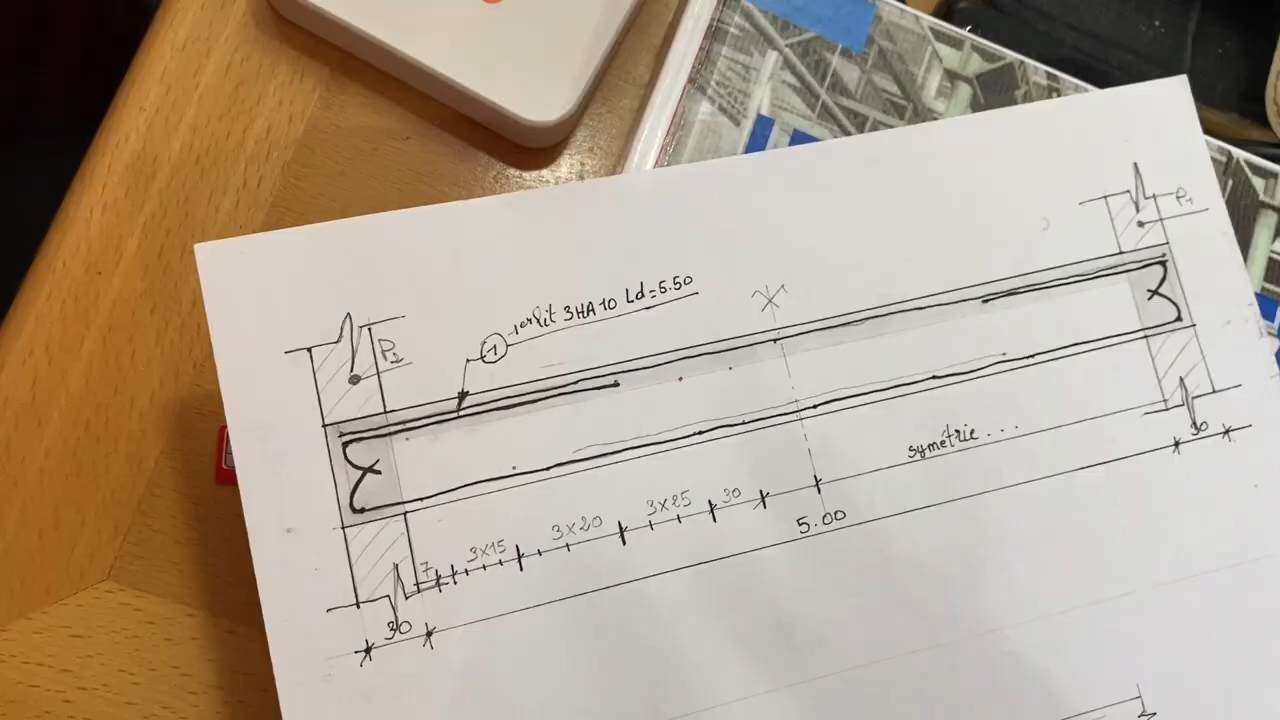 P1
1er lit 3HA10 Ld=5.50
1
P2
symétrie...
30
5.00
30
3x25
3x20
3x15
7
30